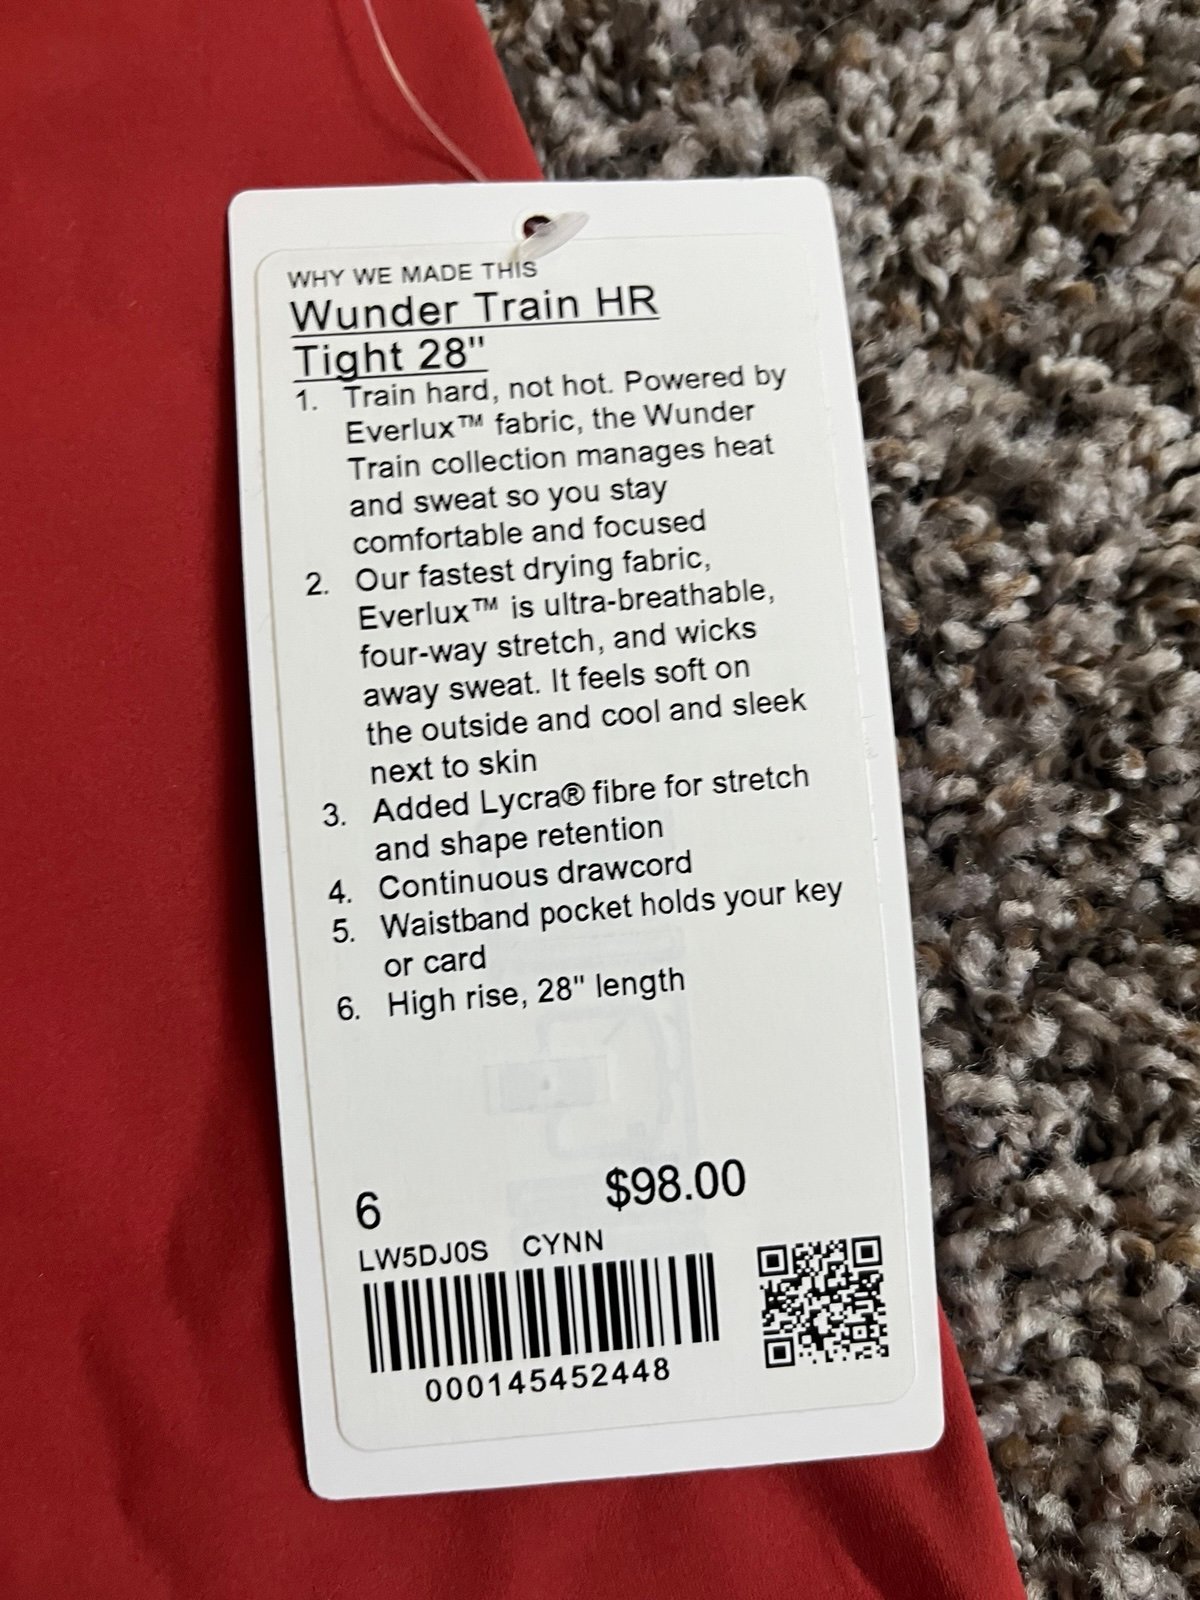 WHY WE MADE THIS
Wunder Train HR
Tight 28"
1. Train hard, not hot. Powered by
Everlux™ fabric, the Wunder
Train collection manages heat
and sweat so you stay
comfortable and focused
2. Our fastest drying fabric,
Everlux™ is ultra-breathable,
four-way stretch, and wicks
away sweat. It feels soft on
the outside and cool and sleek
next to skin
3. Added Lycra® fibre for stretch
and shape retention
4. Continuous drawcord
5. Waistband pocket holds your key
or card
6. High rise, 28" length
6 $98.00
LW5DJ0S CYNN
000145452448